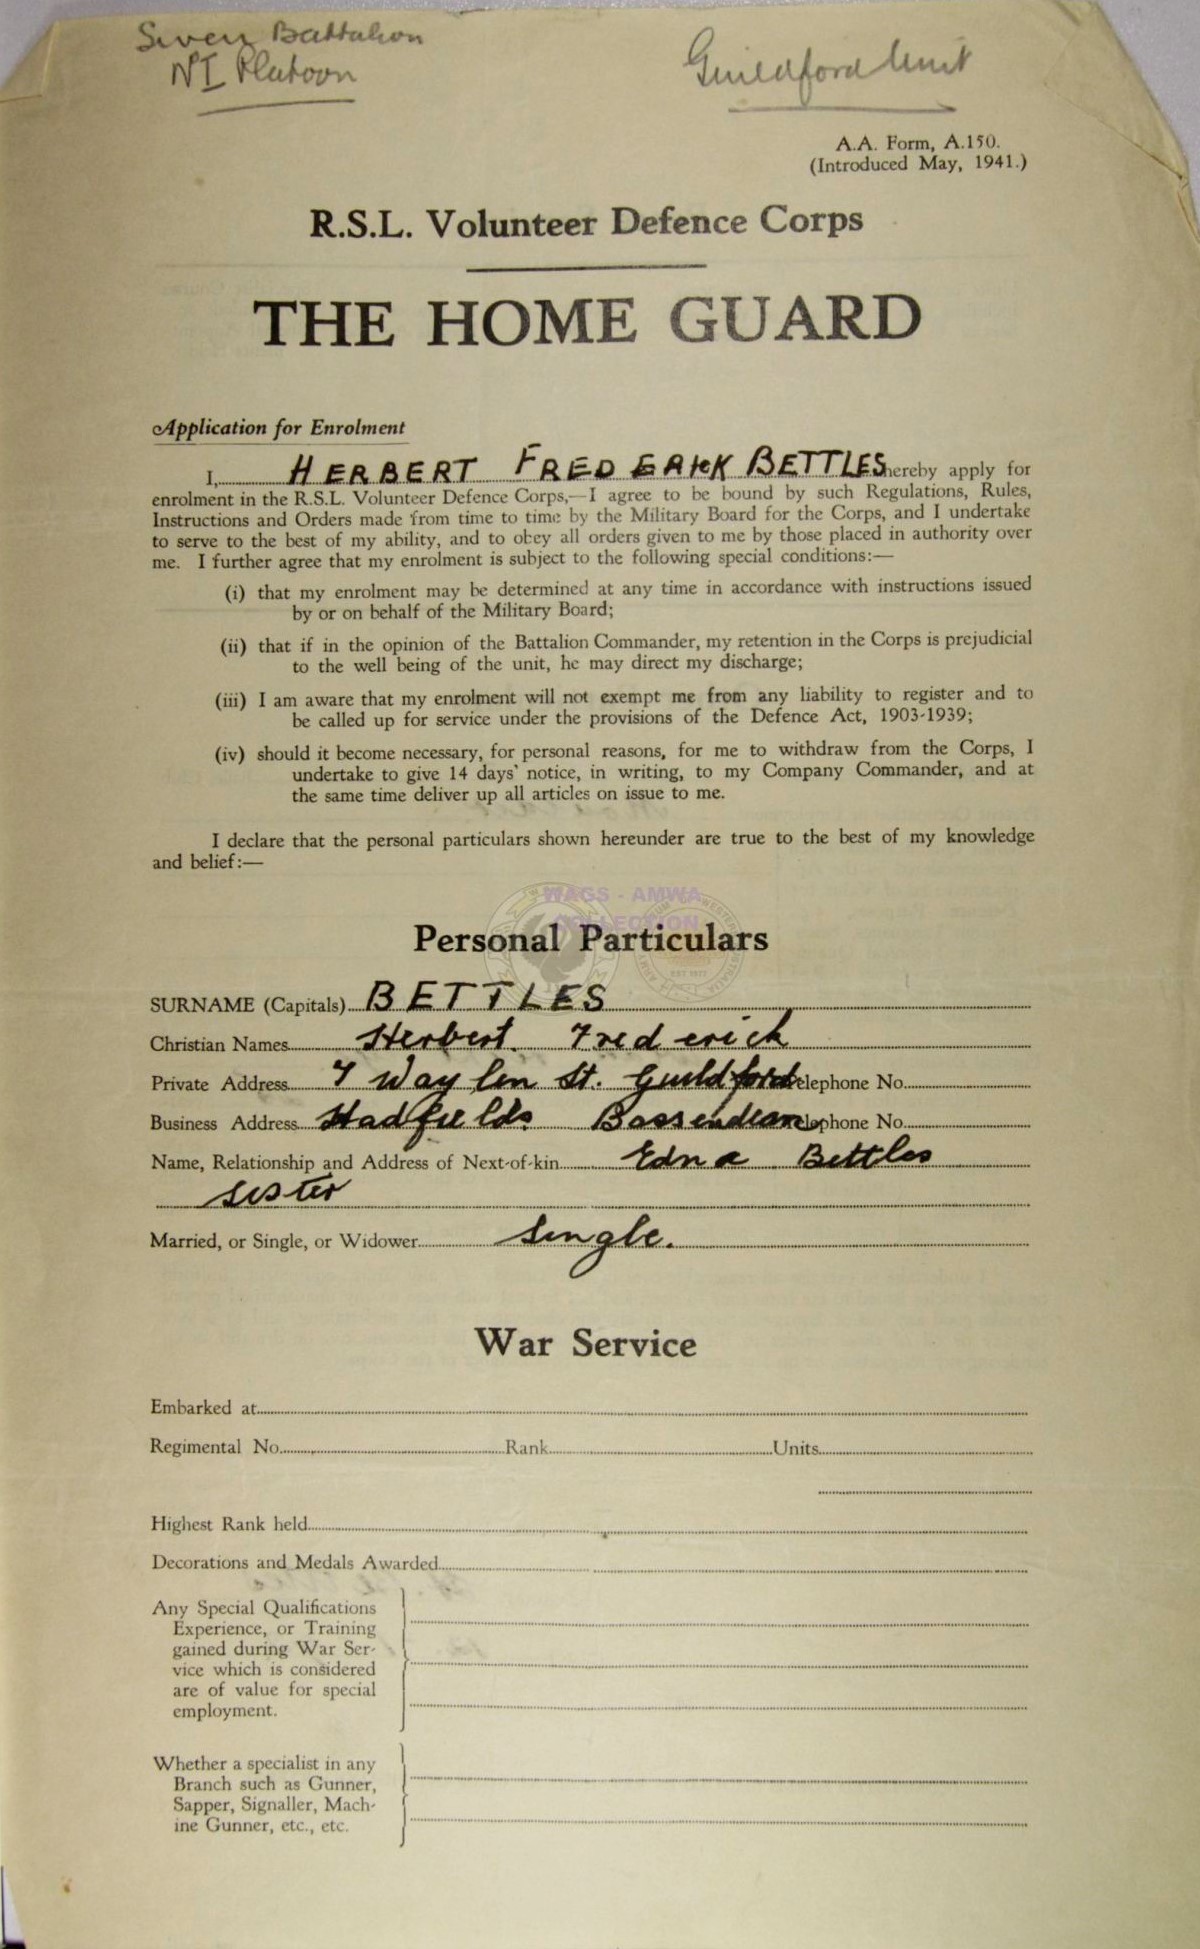 Swan Battalion
No I Platoon
Guildford Unit
A.A. Form, A.150.
(Introduced May, 1941.)
R.S.L. Volunteer Defence Corps
THE HOME GUARD
Application for Enrolment
I, HERBERT FREDERICK BETTLES hereby apply for
enrolment in the R.S.L. Volunteer Defence Corps,—I agree to be bound by such Regulations, Rules,
Instructions and Orders made from time to time by the Military Board for the Corps, and I undertake
to serve to the best of my ability, and to obey all orders given to me by those placed in authority over
me. I further agree that my enrolment is subject to the following special conditions:—
(i) that my enrolment may be determined at any time in accordance with instructions issued
by or on behalf of the Military Board;
(ii) that if in the opinion of the Battalion Commander, my retention in the Corps is prejudicial
to the well being of the unit, he may direct my discharge;
(iii) I am aware that my enrolment will not exempt me from any liability to register and to
be called up for service under the provisions of the Defence Act, 1903-1939;
(iv) should it become necessary, for personal reasons, for me to withdraw from the Corps, I
undertake to give 14 days' notice, in writing, to my Company Commander, and at
the same time deliver up all articles on issue to me.
I declare that the personal particulars shown hereunder are true to the best of my knowledge
and belief:—
WAGS - AMWA
COLLECTION
Personal Particulars
SURNAME (Capitals) BETTLES
Christian Names Herbert Frederick
Private Address 7 Waylen St. Guildford Telephone No.
Business Address Hadfields Bassendean Telephone No.
Name, Relationship and Address of Next-of-kin Edna Bettles
sister
Married, or Single, or Widower single.
War Service
Embarked at
Regimental No. Rank Units
Highest Rank held
Decorations and Medals Awarded
Any Special Qualifications
Experience, or Training
gained during War Ser-
vice which is considered
are of value for special
employment.
Whether a specialist in any
Branch such as Gunner,
Sapper, Signaller, Mach-
ine Gunner, etc., etc.